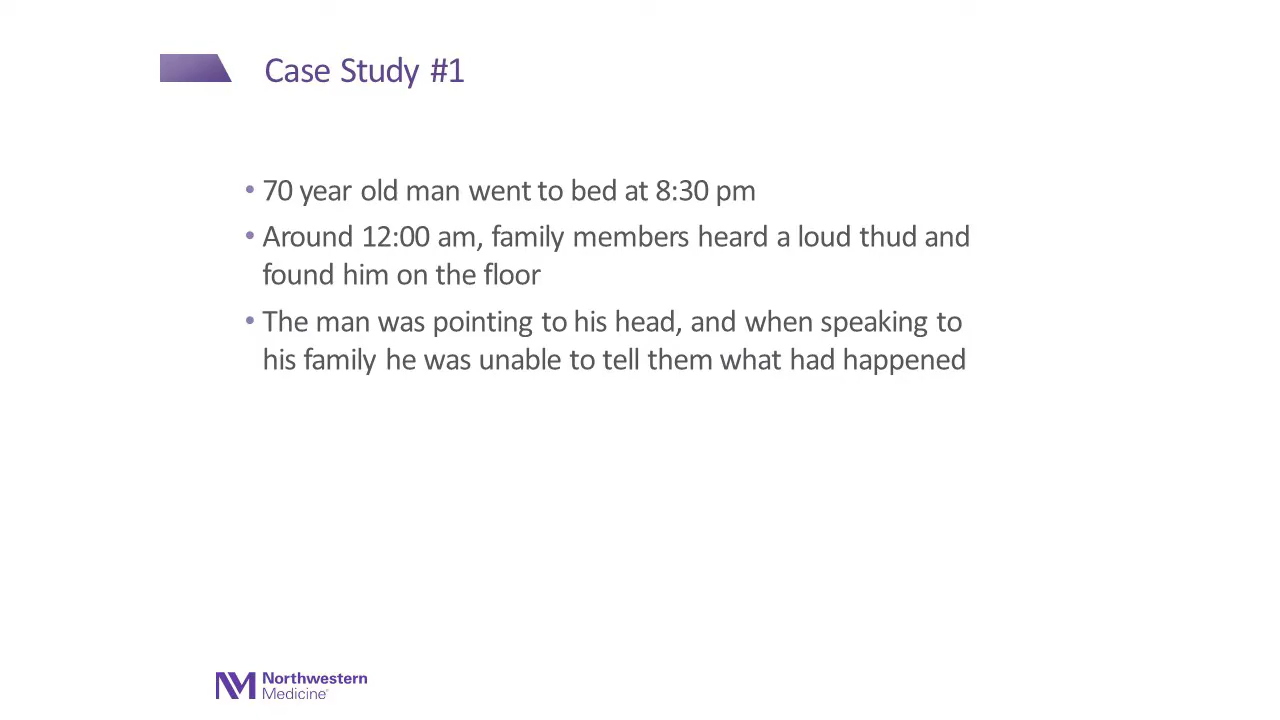 Case Study #1
• 70 year old man went to bed at 8:30 pm
• Around 12:00 am, family members heard a loud thud and
found him on the floor
• The man was pointing to his head, and when speaking to
his family he was unable to tell them what had happened
NM Northwestern
Medicine